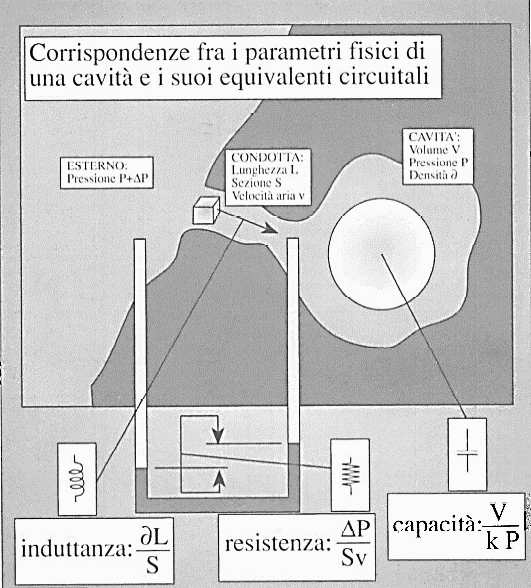 Corrispondenze fra i parametri fisici di
una cavità e i suoi equivalenti circuitali
ESTERNO:
Pressione P+ΔP
CONDOTTA:
Lunghezza L
Sezione S
Velocità aria v
CAVITA':
Volume V
Pressione P
Densità ∂
induttanza: ∂L
S
resistenza: ΔP
Sv
capacità: V
k P